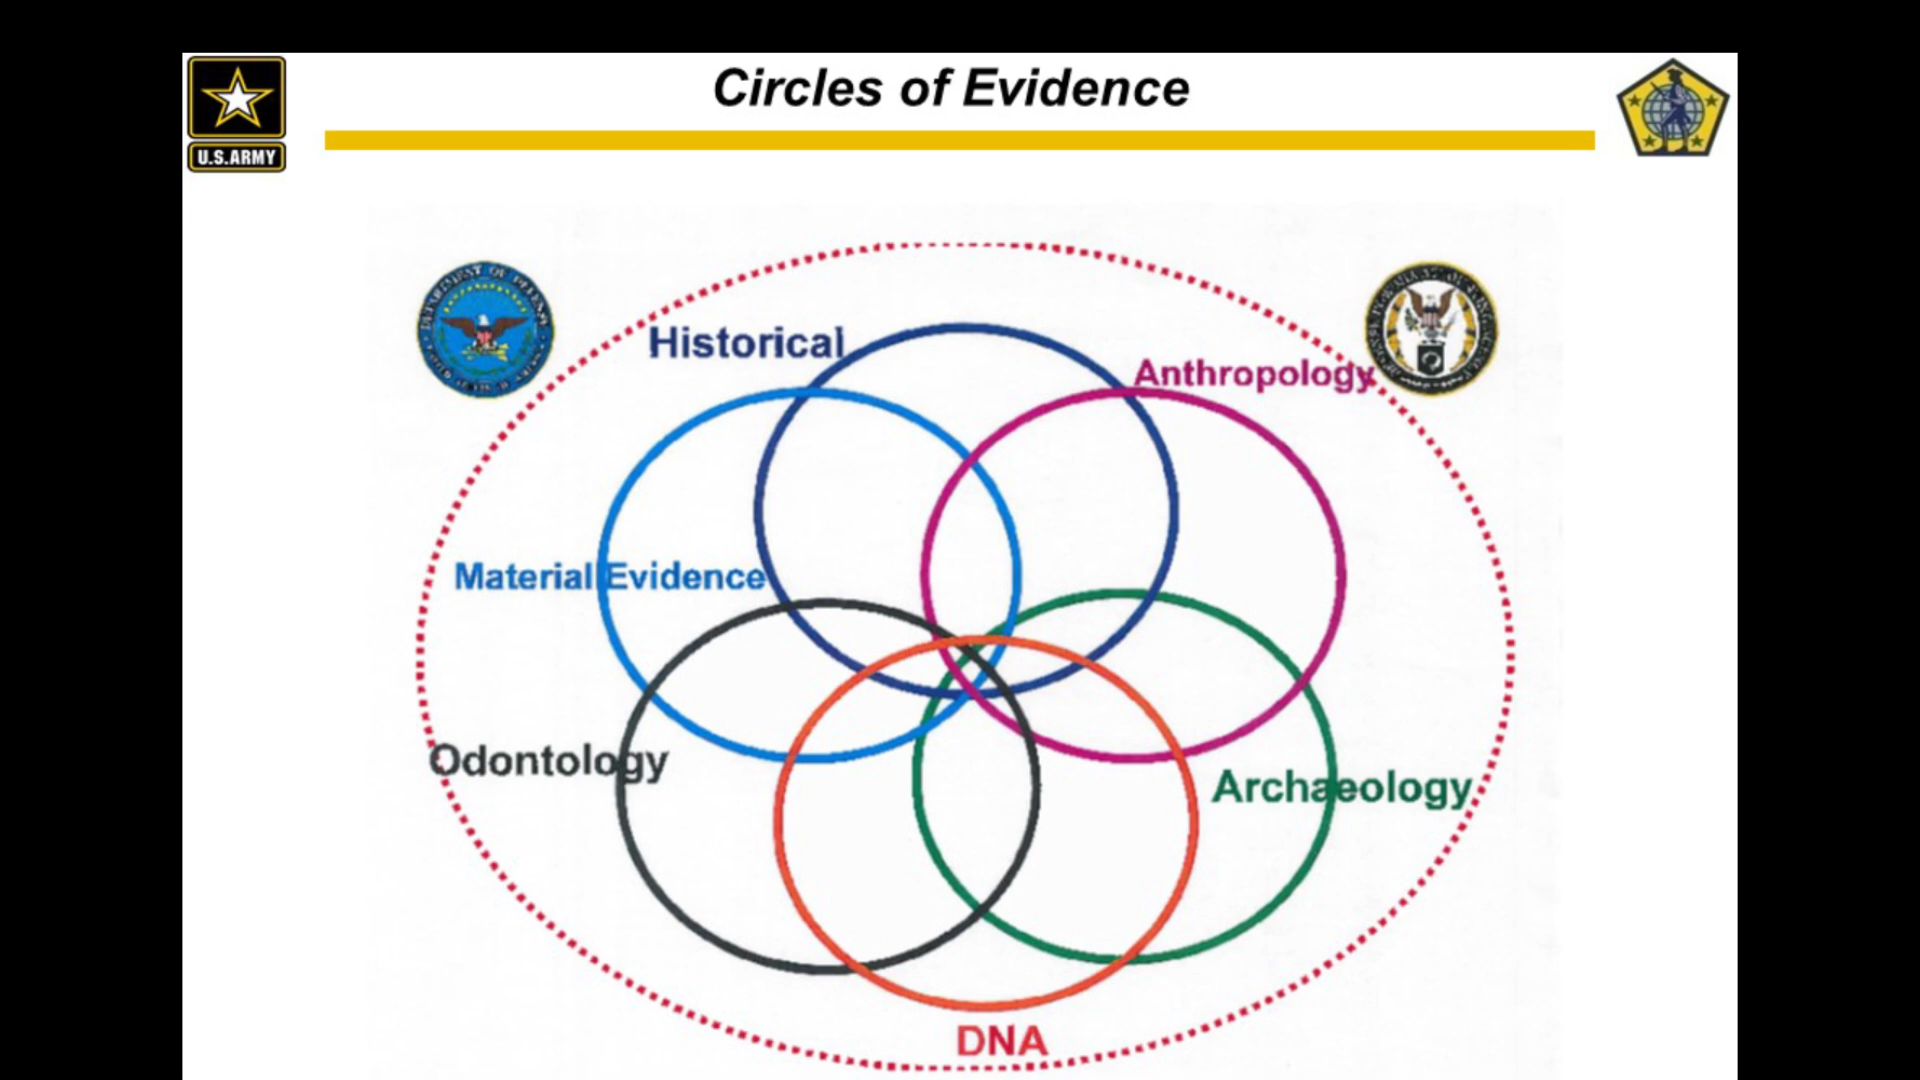 Circles of Evidence
U.S.ARMY
Historical
Anthropology
Material Evidence
Odontology
Archaeology
DNA